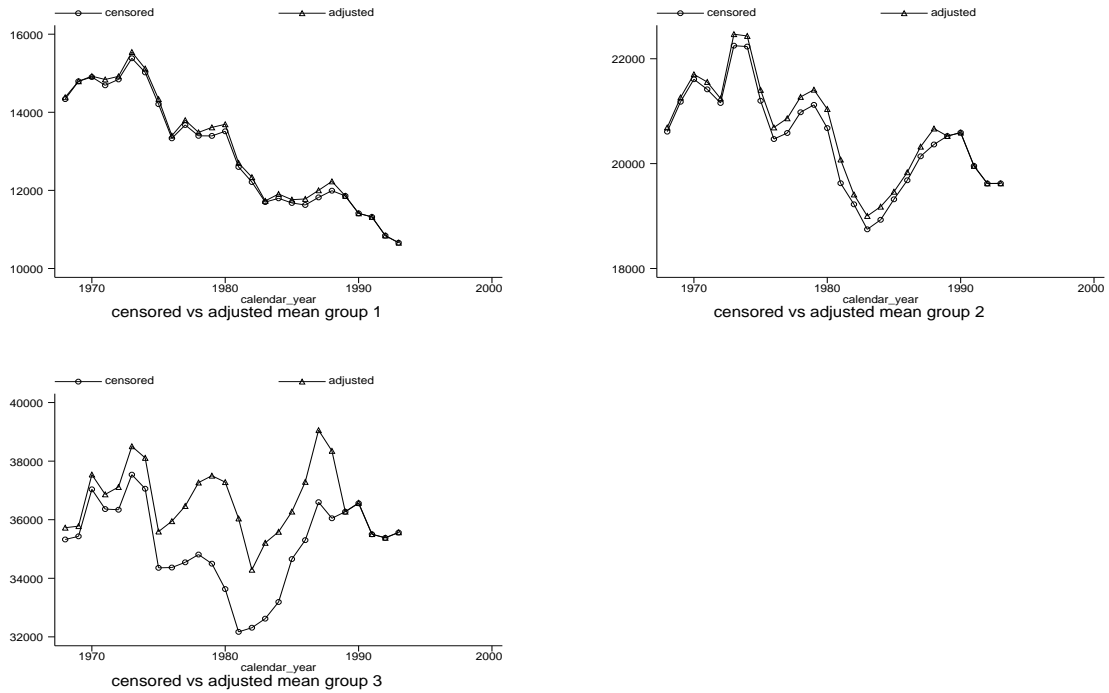 censored adjusted
16000
14000
12000
10000
1970 1980 1990 2000
calendar_year
censored vs adjusted mean group 1
censored adjusted
22000
20000
18000
1970 1980 1990 2000
calendar_year
censored vs adjusted mean group 2
censored adjusted
40000
38000
36000
34000
32000
1970 1980 1990 2000
calendar_year
censored vs adjusted mean group 3